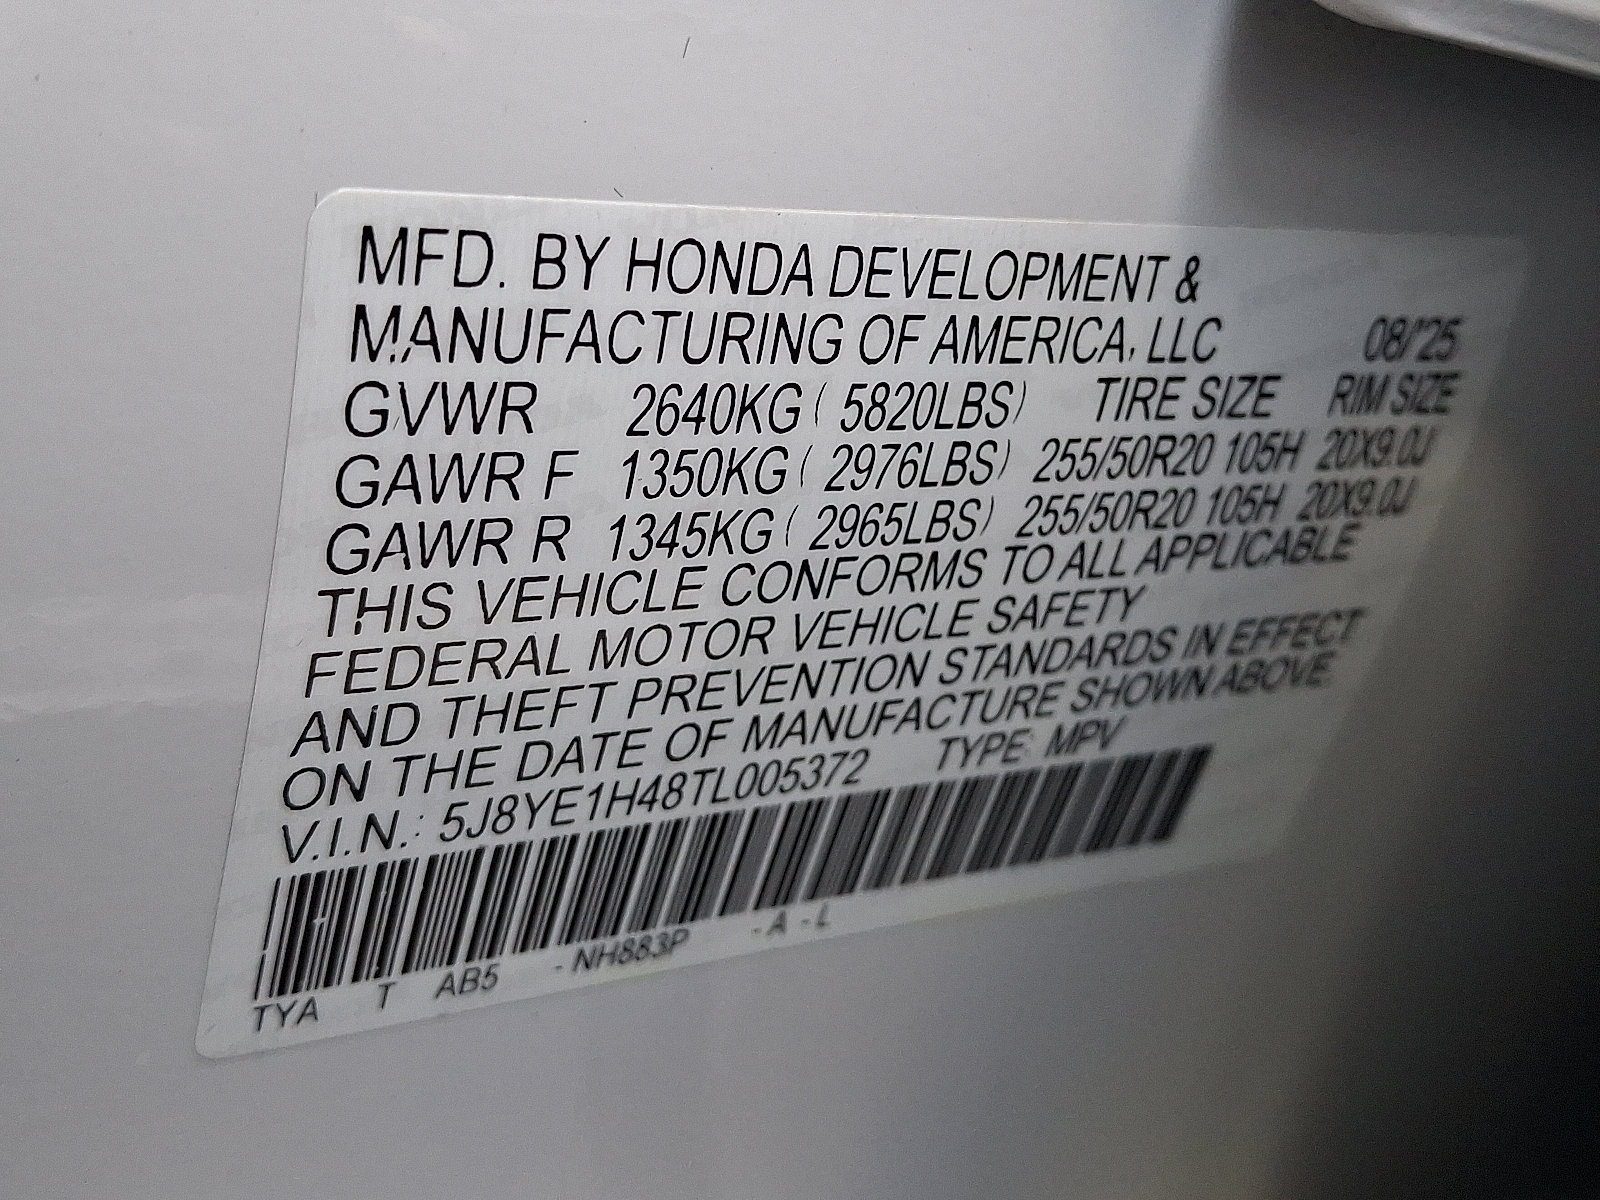 MFD. BY HONDA DEVELOPMENT &
MANUFACTURING OF AMERICA, LLC 08/'25
GVWR 2640KG ( 5820LBS) TIRE SIZE RIM SIZE
GAWR F 1350KG ( 2976LBS) 255/50R20 105H 20X9.0J
GAWR R 1345KG ( 2965LBS) 255/50R20 105H 20X9.0J
THIS VEHICLE CONFORMS TO ALL APPLICABLE
FEDERAL MOTOR VEHICLE SAFETY
AND THEFT PREVENTION STANDARDS IN EFFECT
ON THE DATE OF MANUFACTURE SHOWN ABOVE
V.I.N.: 5J8YE1H48TL005372 TYPE: MPV
TYA T AB5 -NH883P -A-L